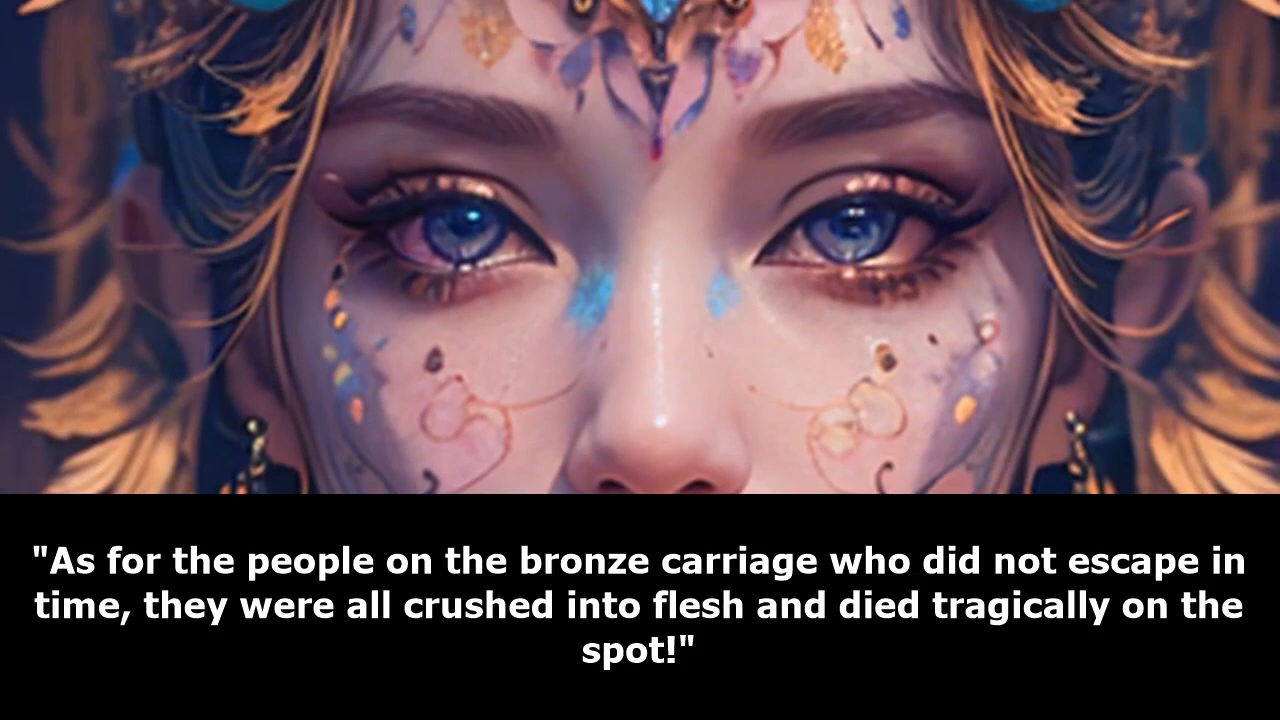 "As for the people on the bronze carriage who did not escape in
time, they were all crushed into flesh and died tragically on the
spot!"